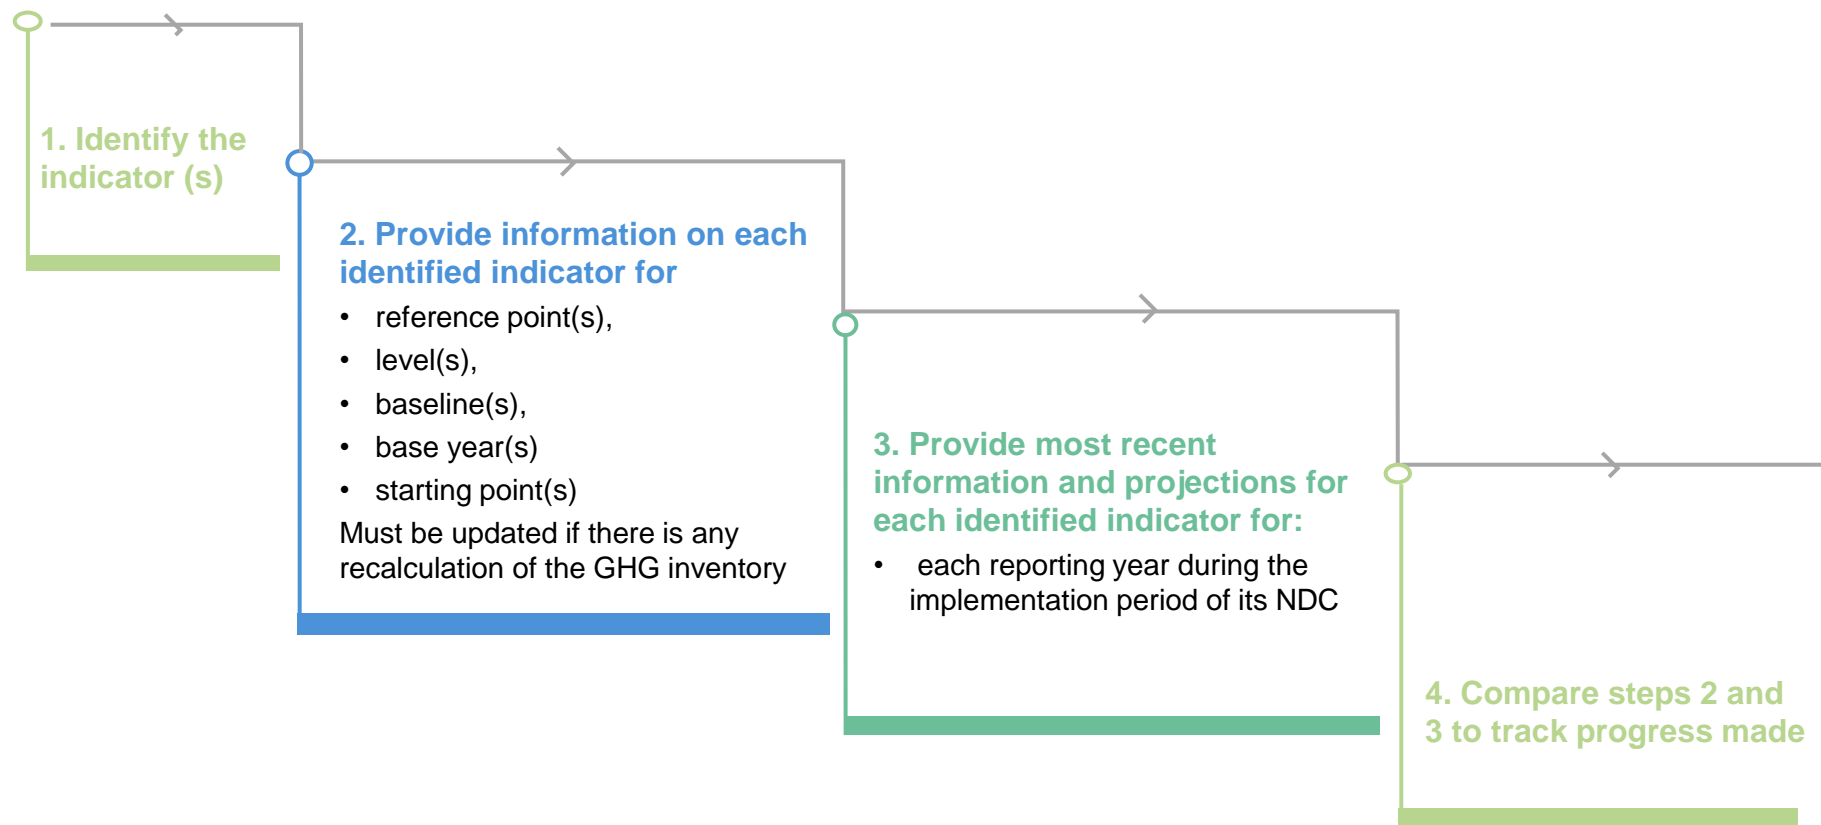 1. Identify the
indicator (s)
2. Provide information on each
identified indicator for
• reference point(s),
• level(s),
• baseline(s),
• base year(s)
• starting point(s)
Must be updated if there is any
recalculation of the GHG inventory
3. Provide most recent
information and projections for
each identified indicator for:
• each reporting year during the
implementation period of its NDC
4. Compare steps 2 and
3 to track progress made